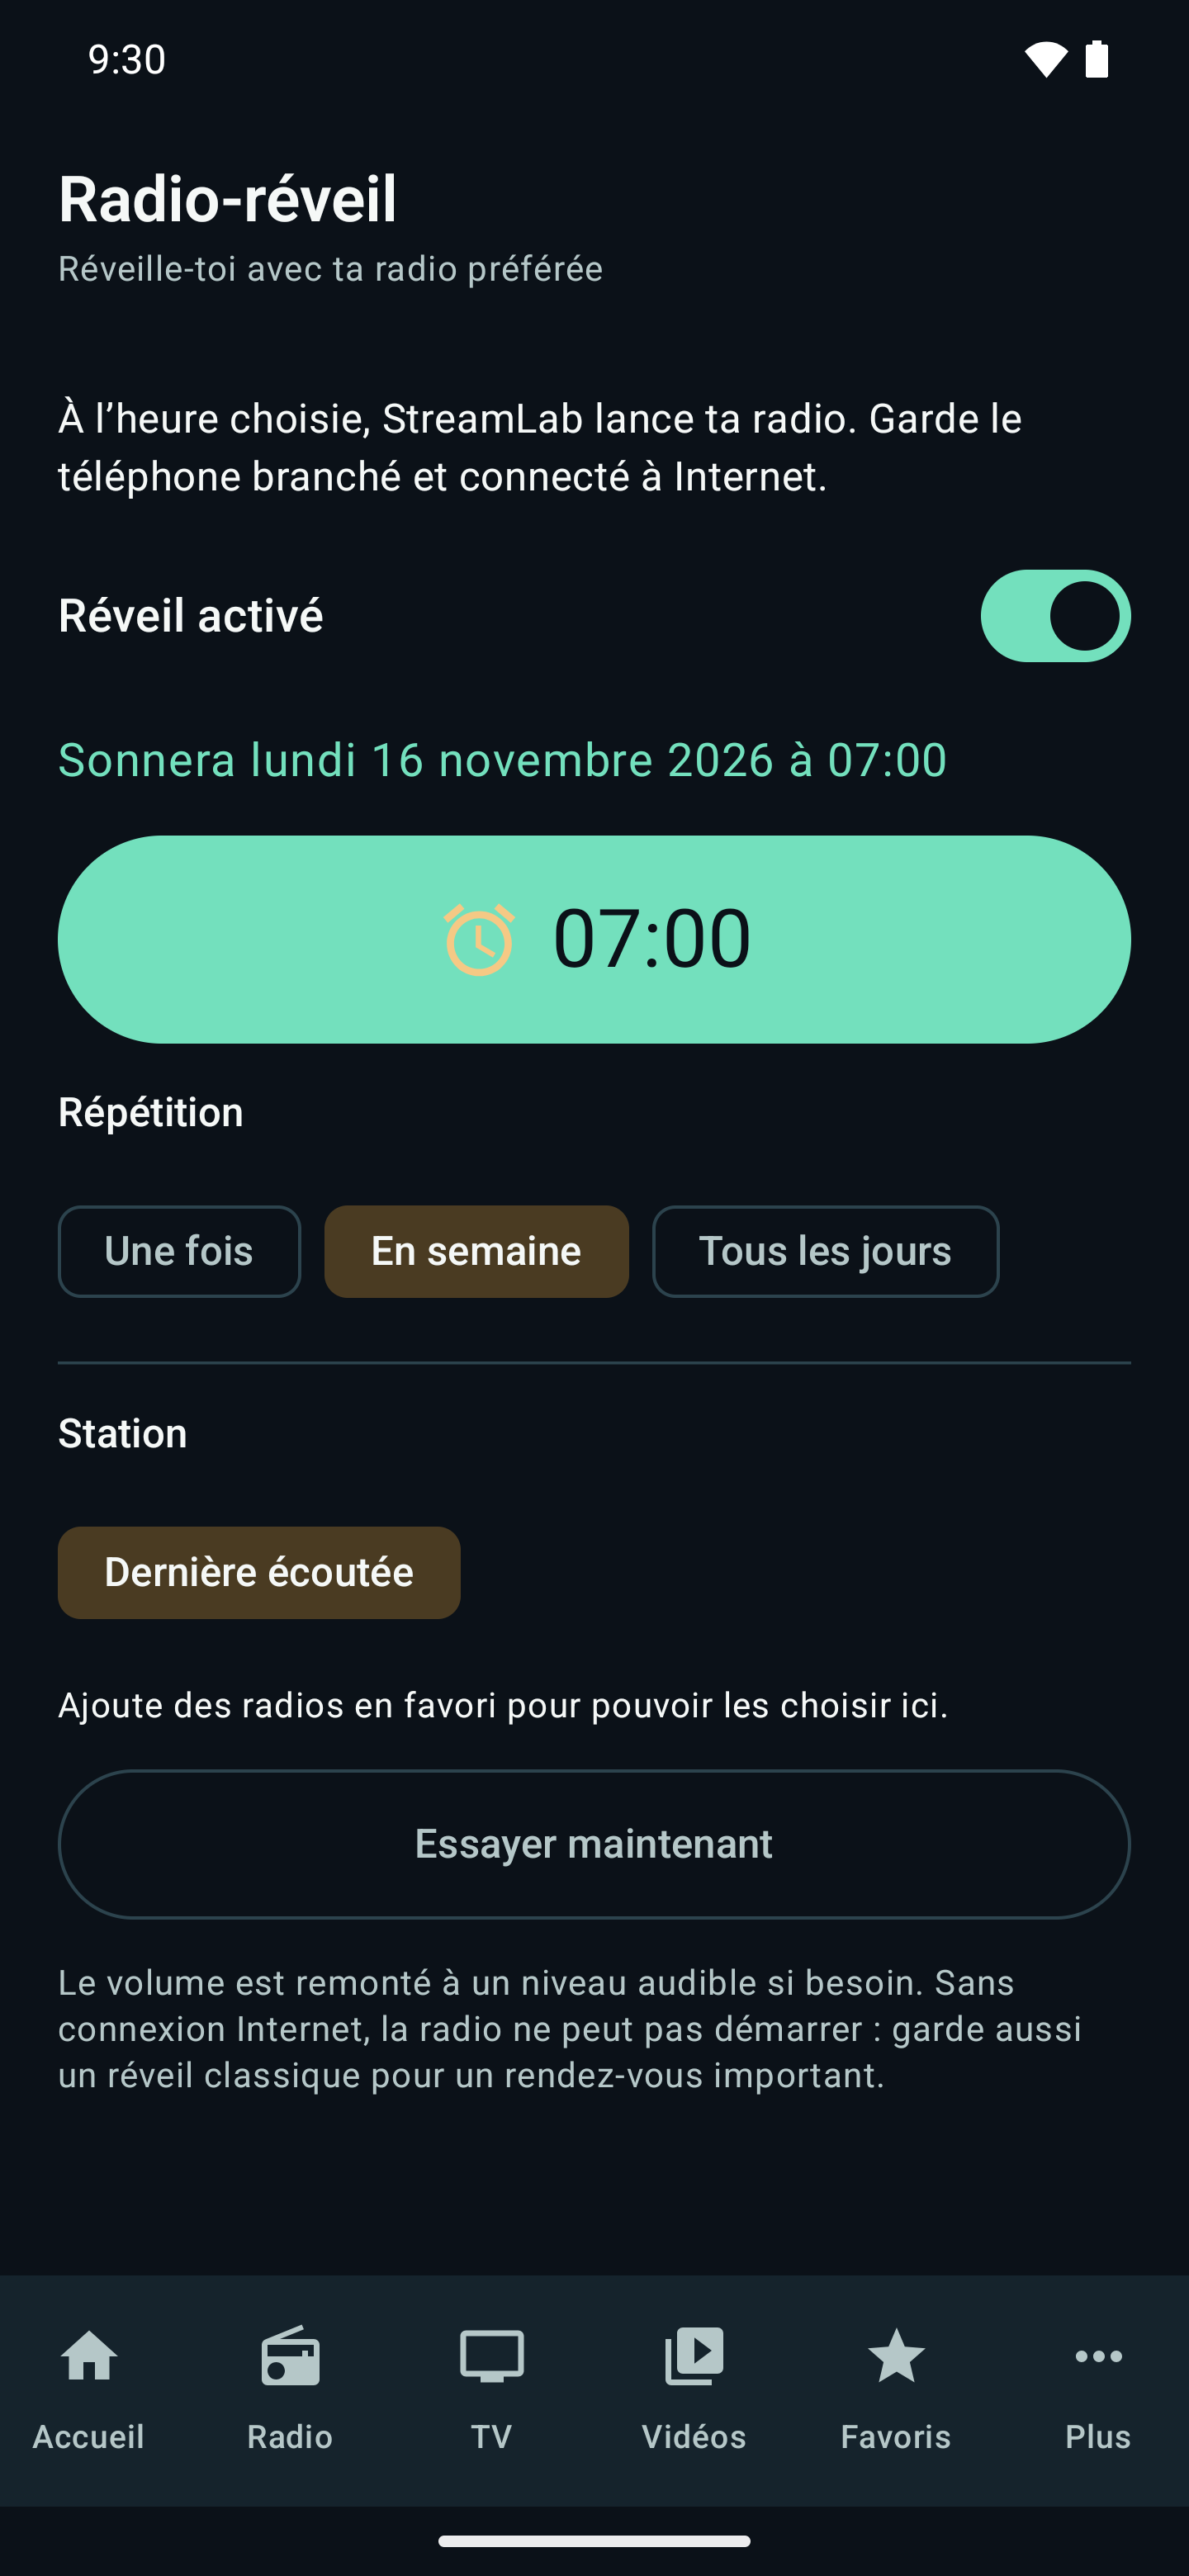 9:30
Radio-réveil
Réveille-toi avec ta radio préférée
À l’heure choisie, StreamLab lance ta radio. Garde le
téléphone branché et connecté à Internet.
Réveil activé
Sonnera lundi 16 novembre 2026 à 07:00
07:00
Répétition
Une fois
En semaine
Tous les jours
Station
Dernière écoutée
Ajoute des radios en favori pour pouvoir les choisir ici.
Essayer maintenant
Le volume est remonté à un niveau audible si besoin. Sans
connexion Internet, la radio ne peut pas démarrer : garde aussi
un réveil classique pour un rendez-vous important.
Accueil
Radio
TV
Vidéos
Favoris
Plus